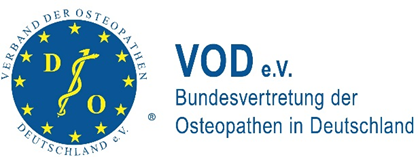 VERBAND DER OSTEOPATHEN
D O
DEUTSCHLAND e.V.
®
VOD e.V.
Bundesvertretung der
Osteopathen in Deutschland